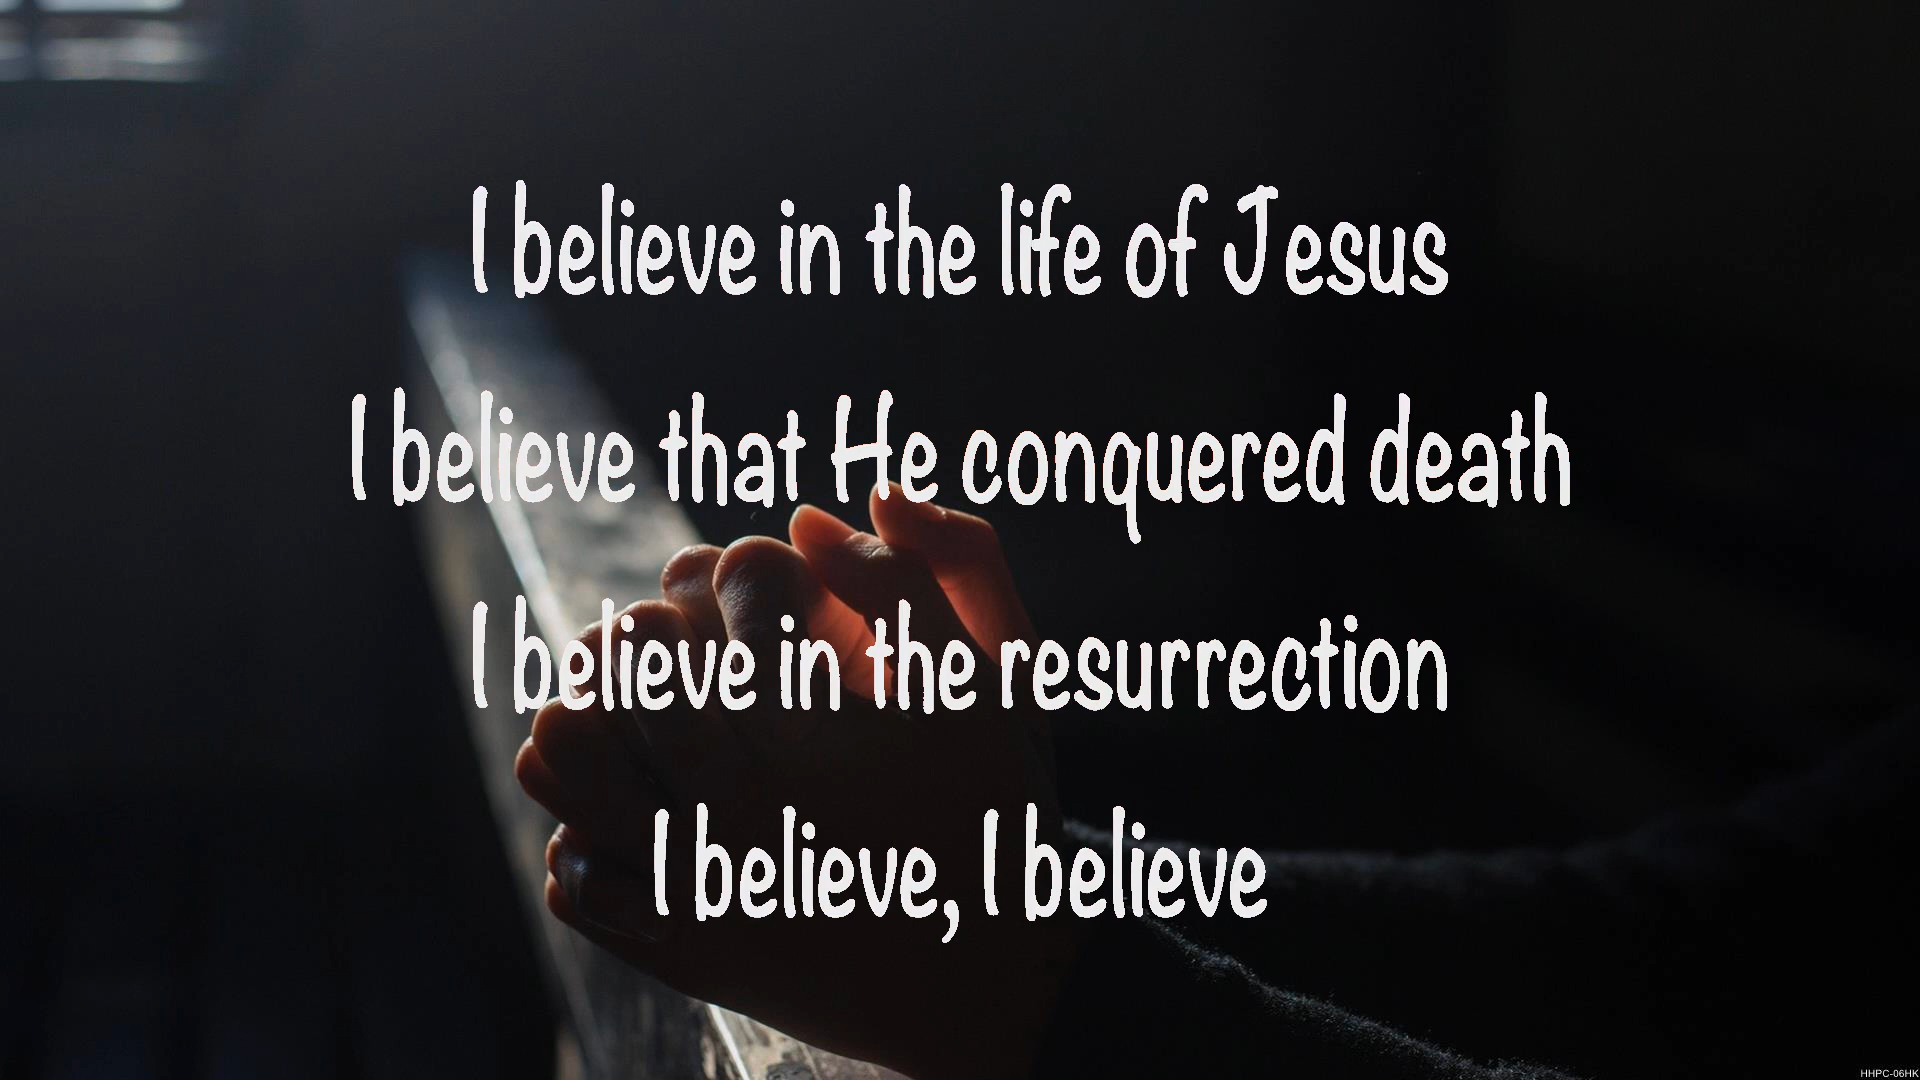 I believe in the life of Jesus
I believe that He conquered death
I believe in the resurrection
I believe, I believe
HHPC-06HK